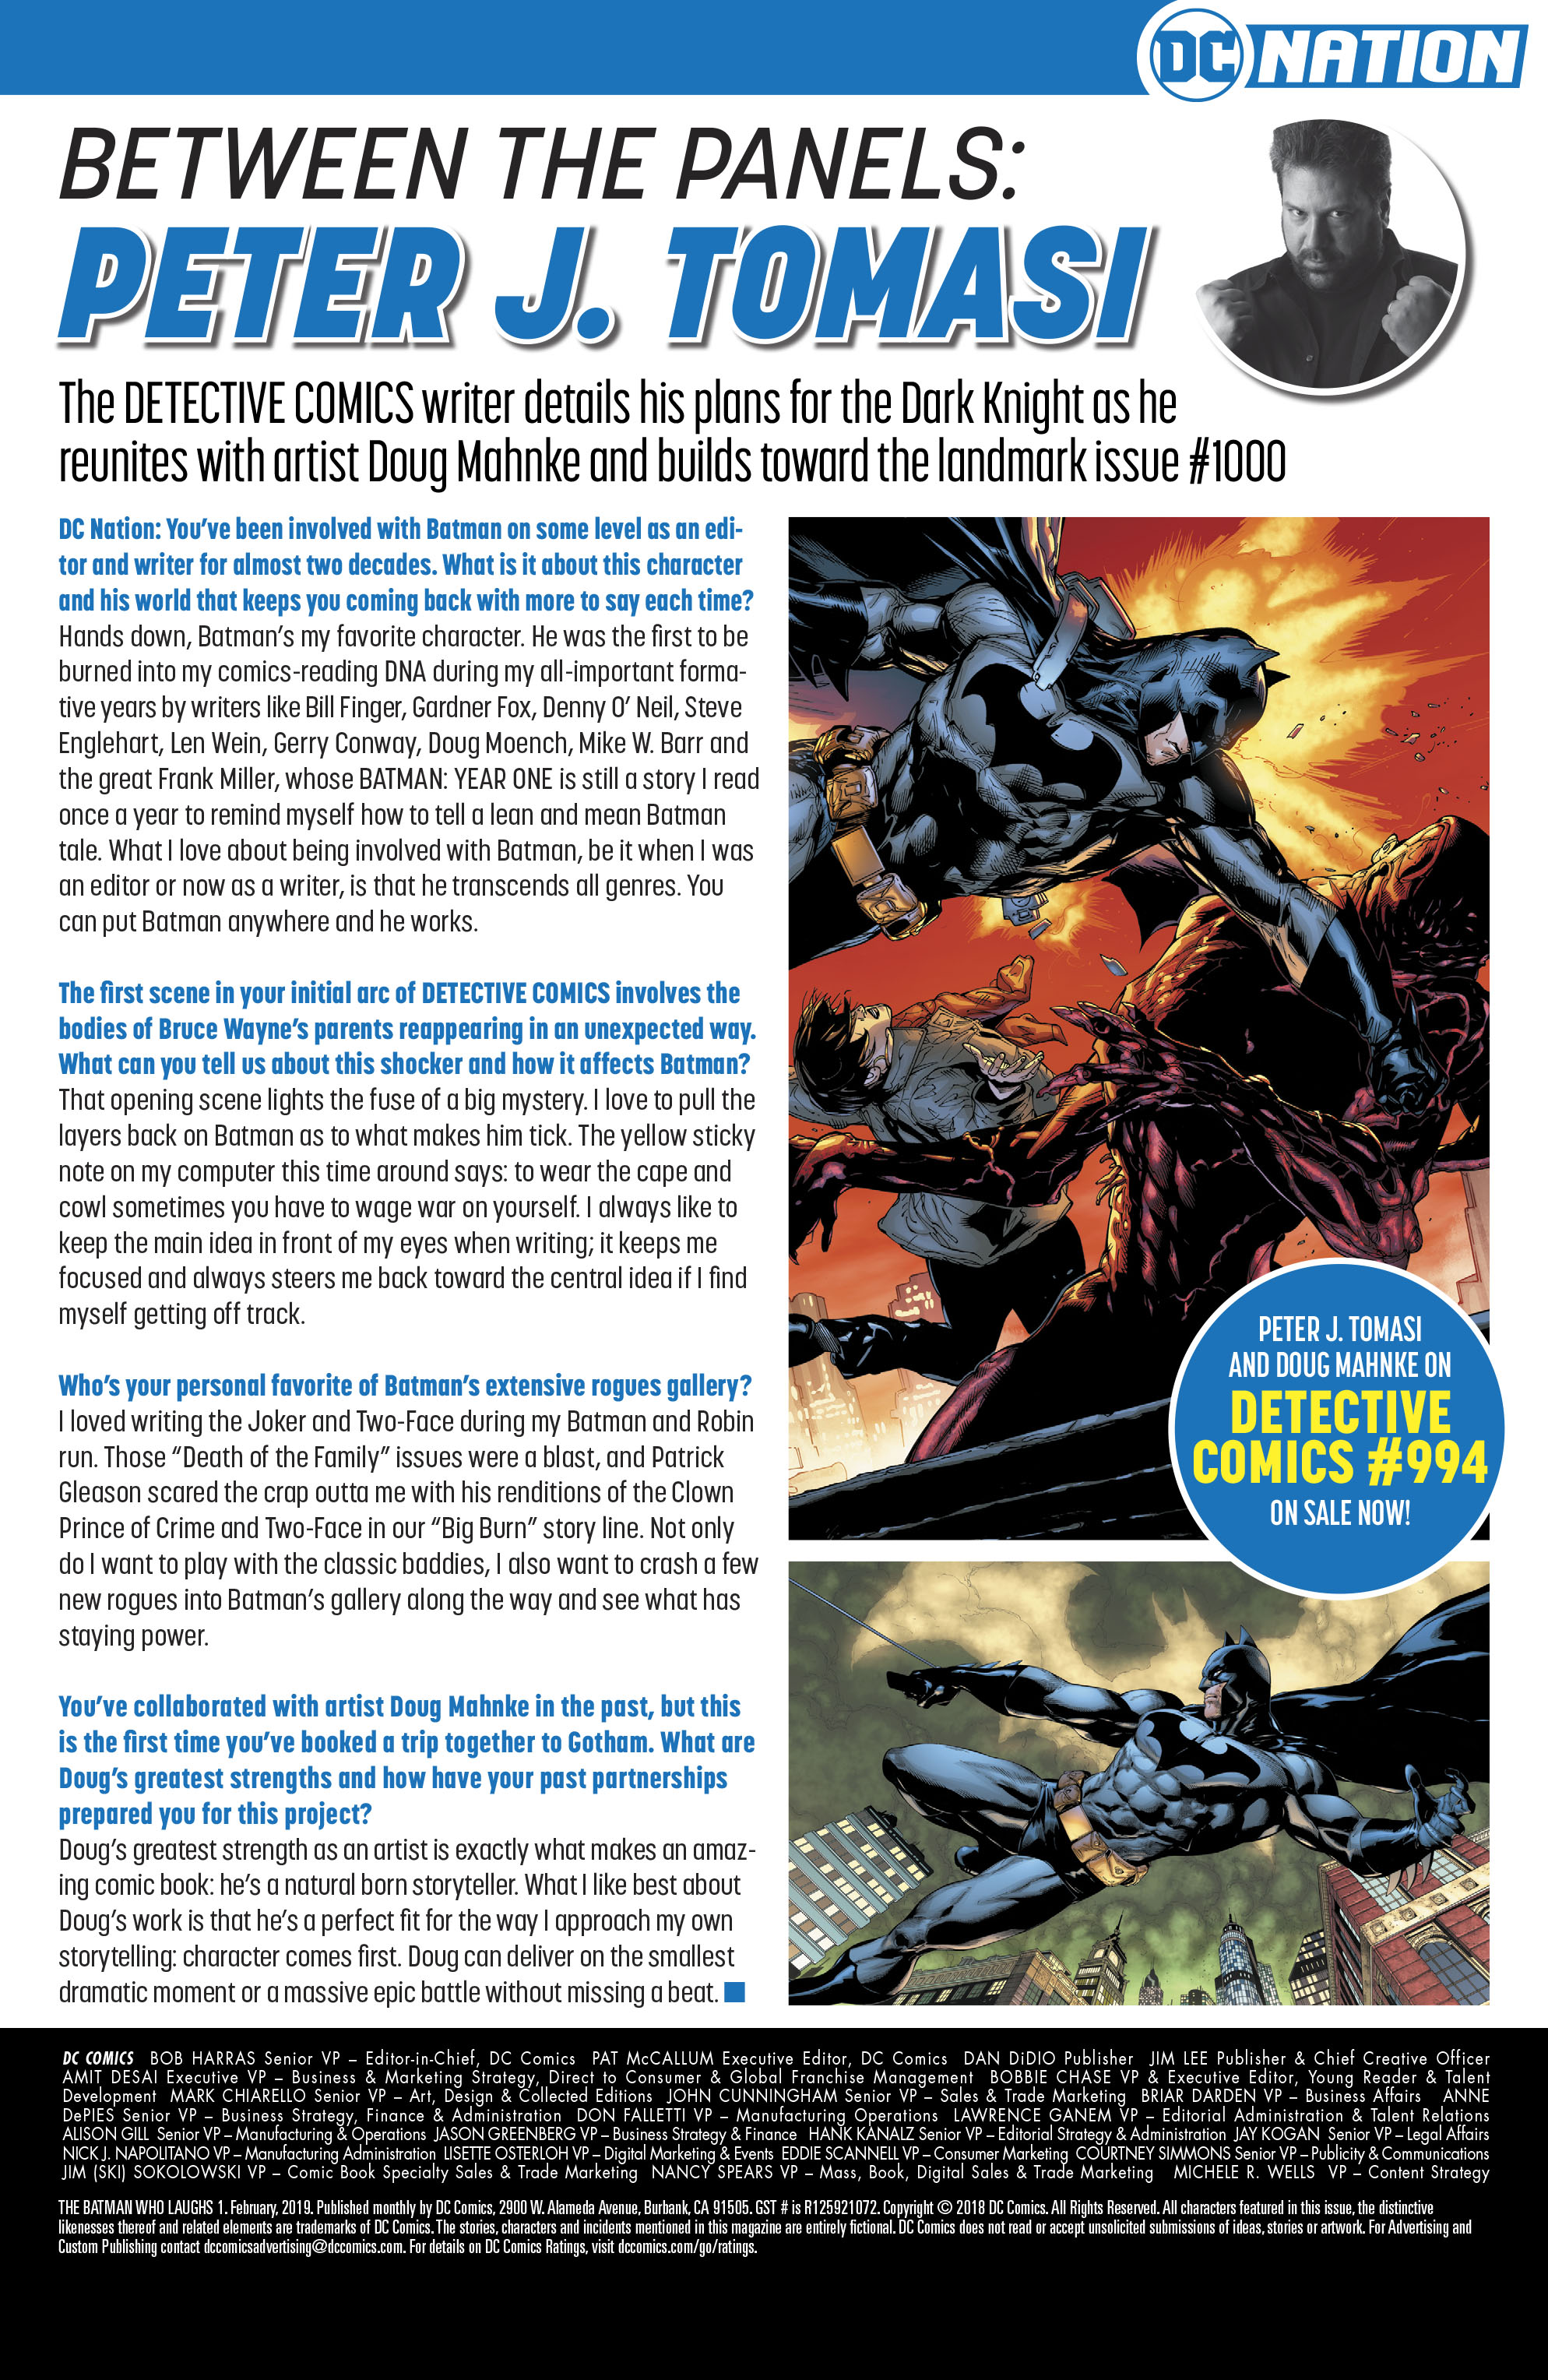 DC NATION
BETWEEN THE PANELS:
PETER J. TOMASI
The DETECTIVE COMICS writer details his plans for the Dark Knight as he
reunites with artist Doug Mahnke and builds toward the landmark issue #1000
DC Nation: You’ve been involved with Batman on some level as an edi-
tor and writer for almost two decades. What is it about this character
and his world that keeps you coming back with more to say each time?
Hands down, Batman’s my favorite character. He was the first to be
burned into my comics-reading DNA during my all-important forma-
tive years by writers like Bill Finger, Gardner Fox, Denny O’ Neil, Steve
Englehart, Len Wein, Gerry Conway, Doug Moench, Mike W. Barr and
the great Frank Miller, whose BATMAN: YEAR ONE is still a story I read
once a year to remind myself how to tell a lean and mean Batman
tale. What I love about being involved with Batman, be it when I was
an editor or now as a writer, is that he transcends all genres. You
can put Batman anywhere and he works.
The first scene in your initial arc of DETECTIVE COMICS involves the
bodies of Bruce Wayne’s parents reappearing in an unexpected way.
What can you tell us about this shocker and how it affects Batman?
That opening scene lights the fuse of a big mystery. I love to pull the
layers back on Batman as to what makes him tick. The yellow sticky
note on my computer this time around says: to wear the cape and
cowl sometimes you have to wage war on yourself. I always like to
keep the main idea in front of my eyes when writing; it keeps me
focused and always steers me back toward the central idea if I find
myself getting off track.
Who’s your personal favorite of Batman’s extensive rogues gallery?
I loved writing the Joker and Two-Face during my Batman and Robin
run. Those “Death of the Family” issues were a blast, and Patrick
Gleason scared the crap outta me with his renditions of the Clown
Prince of Crime and Two-Face in our “Big Burn” story line. Not only
do I want to play with the classic baddies, I also want to crash a few
new rogues into Batman’s gallery along the way and see what has
staying power.
You’ve collaborated with artist Doug Mahnke in the past, but this
is the first time you’ve booked a trip together to Gotham. What are
Doug’s greatest strengths and how have your past partnerships
prepared you for this project?
Doug’s greatest strength as an artist is exactly what makes an amaz-
ing comic book: he’s a natural born storyteller. What I like best about
Doug’s work is that he’s a perfect fit for the way I approach my own
storytelling: character comes first. Doug can deliver on the smallest
dramatic moment or a massive epic battle without missing a beat.
PETER J. TOMASI
AND DOUG MAHNKE ON
DETECTIVE
COMICS #994
ON SALE NOW!
DC COMICS BOB HARRAS Senior VP – Editor-in-Chief, DC Comics PAT McCALLUM Executive Editor, DC Comics DAN DiDIO Publisher JIM LEE Publisher & Chief Creative Officer
AMIT DESAI Executive VP – Business & Marketing Strategy, Direct to Consumer & Global Franchise Management BOBBIE CHASE VP & Executive Editor, Young Reader & Talent
Development MARK CHIARELLO Senior VP – Art, Design & Collected Editions JOHN CUNNINGHAM Senior VP – Sales & Trade Marketing BRIAR DARDEN VP – Business Affairs ANNE
DePIES Senior VP – Business Strategy, Finance & Administration DON FALLETTI VP – Manufacturing Operations LAWRENCE GANEM VP – Editorial Administration & Talent Relations
ALISON GILL Senior VP – Manufacturing & Operations JASON GREENBERG VP – Business Strategy & Finance HANK KANALZ Senior VP – Editorial Strategy & Administration JAY KOGAN Senior VP – Legal Affairs
NICK J. NAPOLITANO VP – Manufacturing Administration LISETTE OSTERLOH VP – Digital Marketing & Events EDDIE SCANNELL VP – Consumer Marketing COURTNEY SIMMONS Senior VP – Publicity & Communications
JIM (SKI) SOKOLOWSKI VP – Comic Book Specialty Sales & Trade Marketing NANCY SPEARS VP – Mass, Book, Digital Sales & Trade Marketing MICHELE R. WELLS VP – Content Strategy
THE BATMAN WHO LAUGHS 1. February, 2019. Published monthly by DC Comics, 2900 W. Alameda Avenue, Burbank, CA 91505. GST # is R125921072. Copyright © 2018 DC Comics. All Rights Reserved. All characters featured in this issue, the distinctive
likenesses thereof and related elements are trademarks of DC Comics. The stories, characters and incidents mentioned in this magazine are entirely fictional. DC Comics does not read or accept unsolicited submissions of ideas, stories or artwork. For Advertising and
Custom Publishing contact dccomicsadvertising@dccomics.com. For details on DC Comics Ratings, visit dccomics.com/go/ratings.